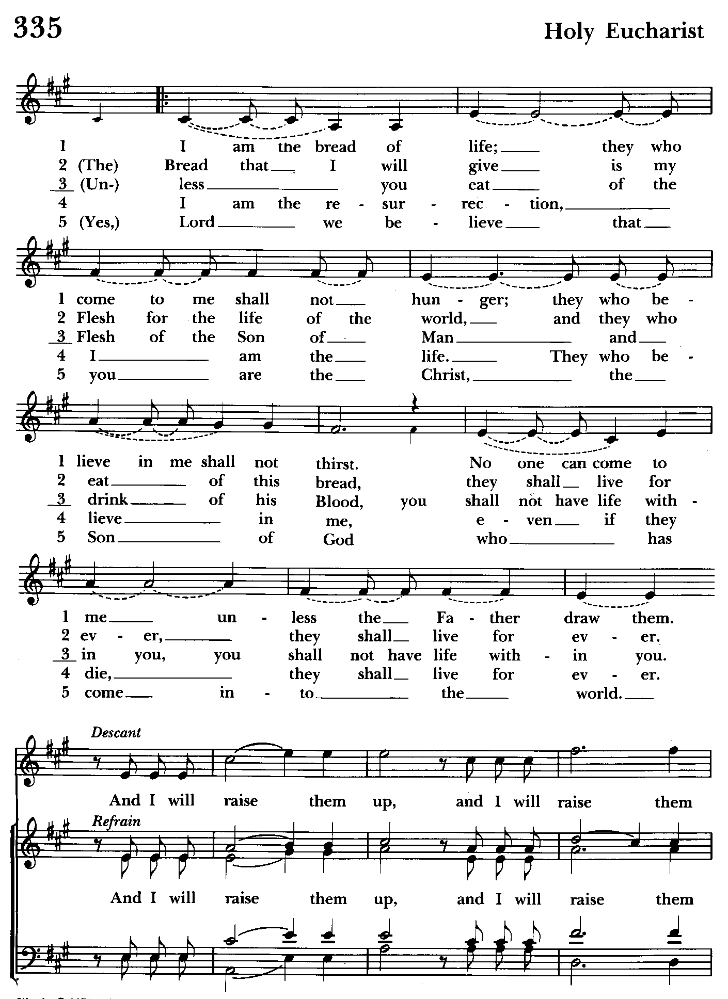 335
Holy Eucharist
1 I am the bread of life; they who
2 (The) Bread that I will give is my
3 (Un-) less you eat of the
4 I am the re - sur - rec - tion,
5 (Yes,) Lord we be - lieve that
1 come to me shall not hun - ger; they who be -
2 Flesh for the life of the world, and they who
3 Flesh of the Son of Man and
4 I am the life. They who be -
5 you are the Christ, the
1 lieve in me shall not thirst. No one can come to
2 eat of this bread, they shall live for
3 drink of his Blood, you shall not have life with -
4 lieve in me, e - ven if they
5 Son of God who has
1 me un - less the Fa - ther draw them.
2 ev - er, they shall live for ev - er.
3 in you, you shall not have life with - in you.
4 die, they shall live for ev - er.
5 come in - to the world.
Descant
And I will raise them up, and I will raise them
Refrain
And I will raise them up, and I will raise them